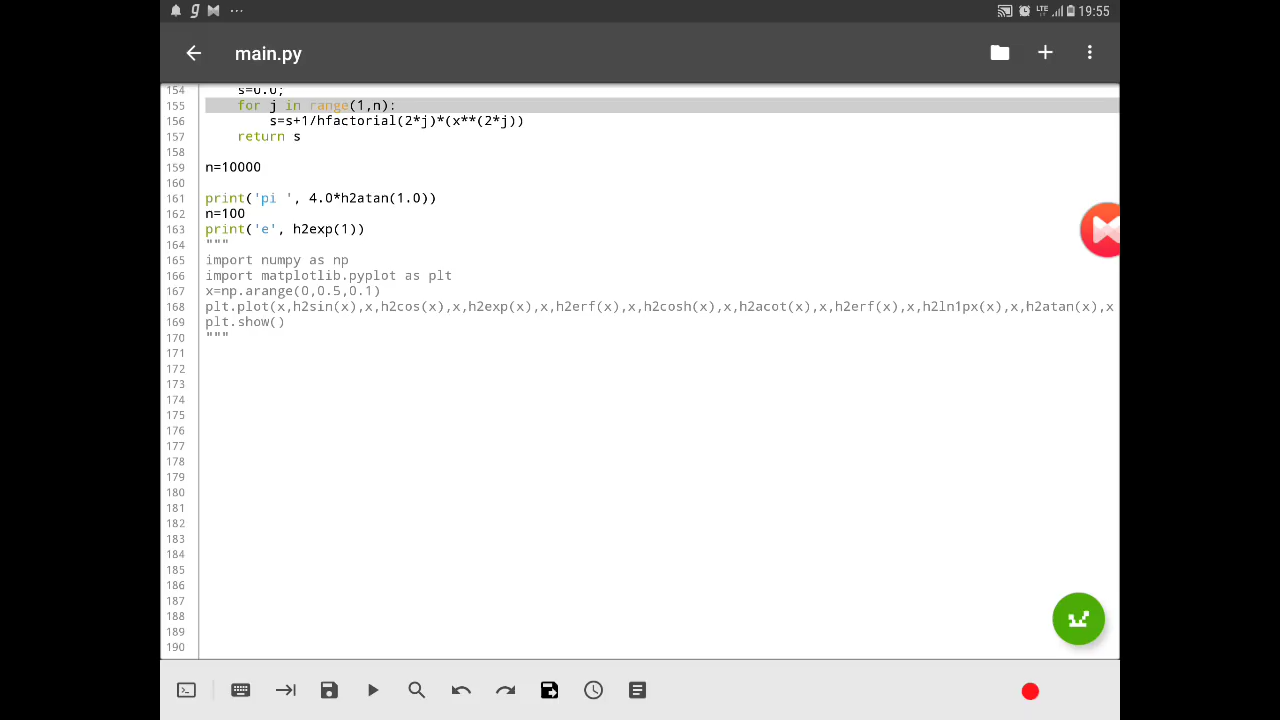 19:55
main.py
154 s=0.0;
155 for j in range(1,n):
156 s=s+1/hfactorial(2*j)*(x**(2*j))
157 return s
158
159 n=10000
160
161 print('pi ', 4.0*h2atan(1.0))
162 n=100
163 print('e', h2exp(1))
164 """
165 import numpy as np
166 import matplotlib.pyplot as plt
167 x=np.arange(0,0.5,0.1)
168 plt.plot(x,h2sin(x),x,h2cos(x),x,h2exp(x),x,h2erf(x),x,h2cosh(x),x,h2acot(x),x,h2erf(x),x,h2ln1px(x),x,h2atan(x),x
169 plt.show()
170 """
171
172
173
174
175
176
177
178
179
180
181
182
183
184
185
186
187
188
189
190